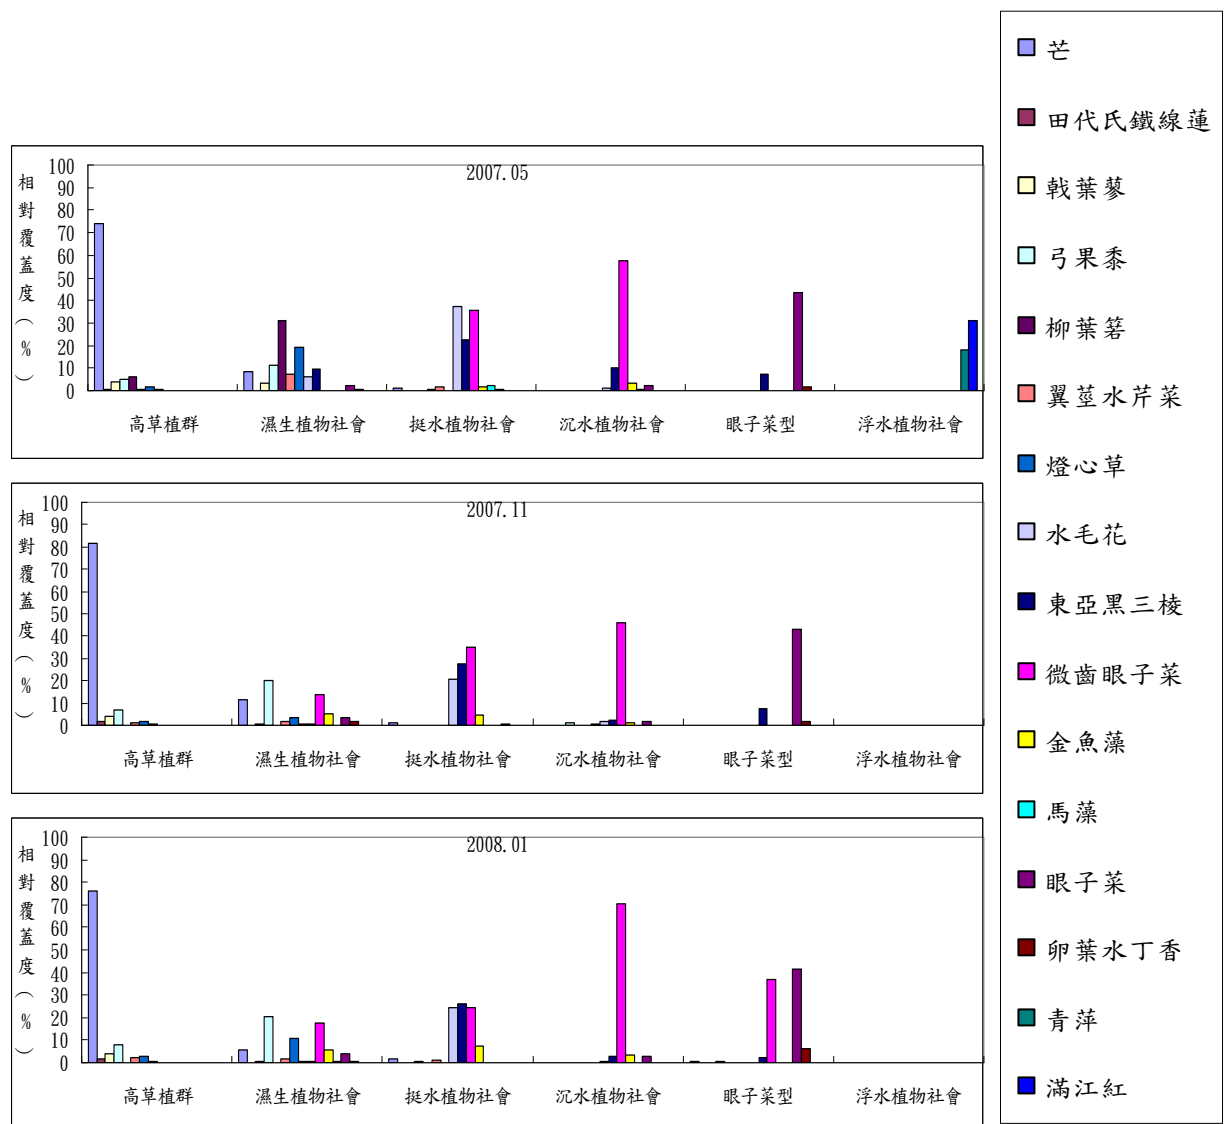 2007.05
相對覆蓋度(%)
100
90
80
70
60
50
40
30
20
10
0
高草植群 濕生植物社會 挺水植物社會 沉水植物社會 眼子菜型 浮水植物社會
2007.11
相對覆蓋度(%)
100
90
80
70
60
50
40
30
20
10
0
高草植群 濕生植物社會 挺水植物社會 沉水植物社會 眼子菜型 浮水植物社會
2008.01
相對覆蓋度(%)
100
90
80
70
60
50
40
30
20
10
0
高草植群 濕生植物社會 挺水植物社會 沉水植物社會 眼子菜型 浮水植物社會
芒
田代氏鐵線蓮
戟葉蓼
弓果黍
柳葉箬
翼莖水芹菜
燈心草
水毛花
東亞黑三棱
微齒眼子菜
金魚藻
馬藻
眼子菜
卵葉水丁香
青萍
滿江紅